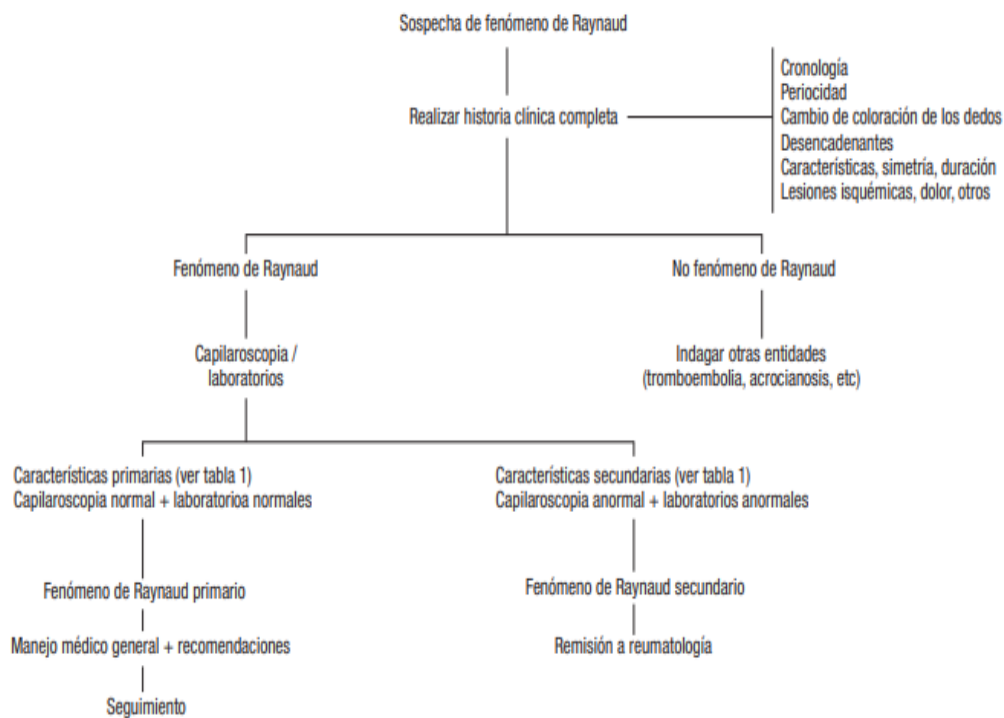 Sospecha de fenómeno de Raynaud
Realizar historia clínica completa
Cronología
Periocidad
Cambio de coloración de los dedos
Desencadenantes
Características, simetría, duración
Lesiones isquémicas, dolor, otros
Fenómeno de Raynaud
No fenómeno de Raynaud
Capilaroscopia /
laboratorios
Indagar otras entidades
(tromboembolia, acrocianosis, etc)
Características primarias (ver tabla 1)
Capilaroscopia normal + laboratorioa normales
Características secundarias (ver tabla 1)
Capilaroscopia anormal + laboratorios anormales
Fenómeno de Raynaud primario
Fenómeno de Raynaud secundario
Manejo médico general + recomendaciones
Remisión a reumatología
Seguimiento